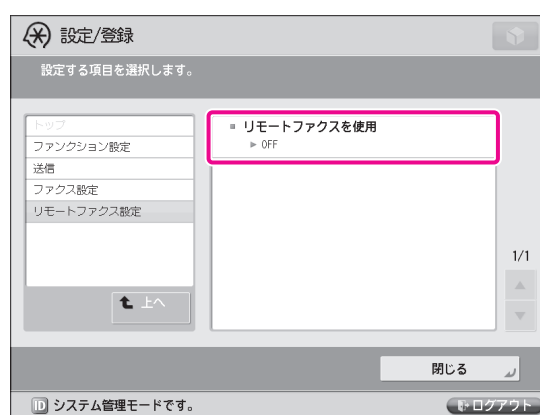 設定/登録
設定する項目を選択します。
トップ
ファンクション設定
送信
ファクス設定
リモートファクス設定
上へ
リモートファクスを使用
► OFF
1/1
閉じる
ID システム管理モードです。
ログアウト